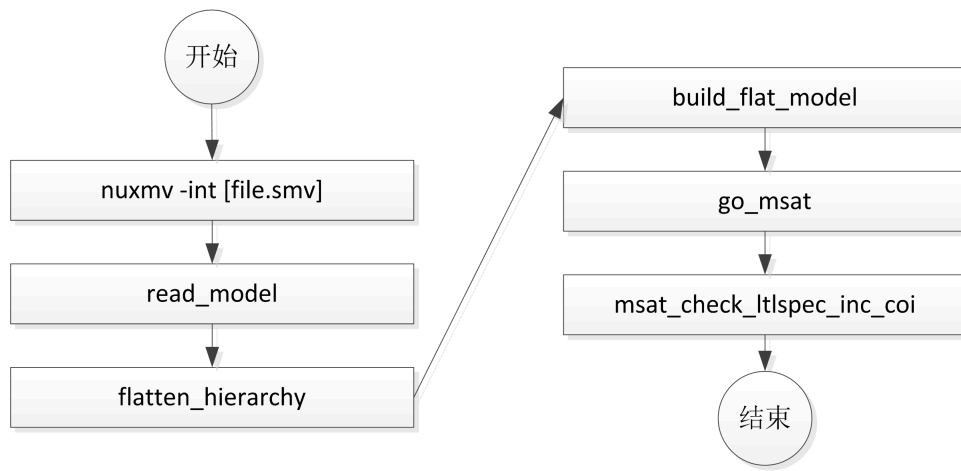 开始
nuxmv -int [file.smv]
read_model
flatten_hierarchy
build_flat_model
go_msat
msat_check_ltlspec_inc_coi
结束